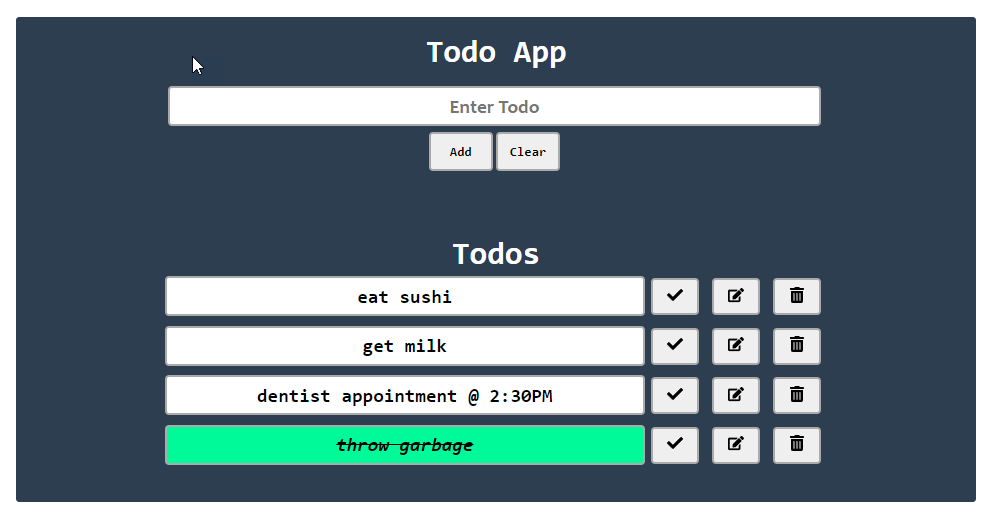 Todo App
Enter Todo
Add Clear
Todos
eat sushi
get milk
dentist appointment @ 2:30PM
throw garbage